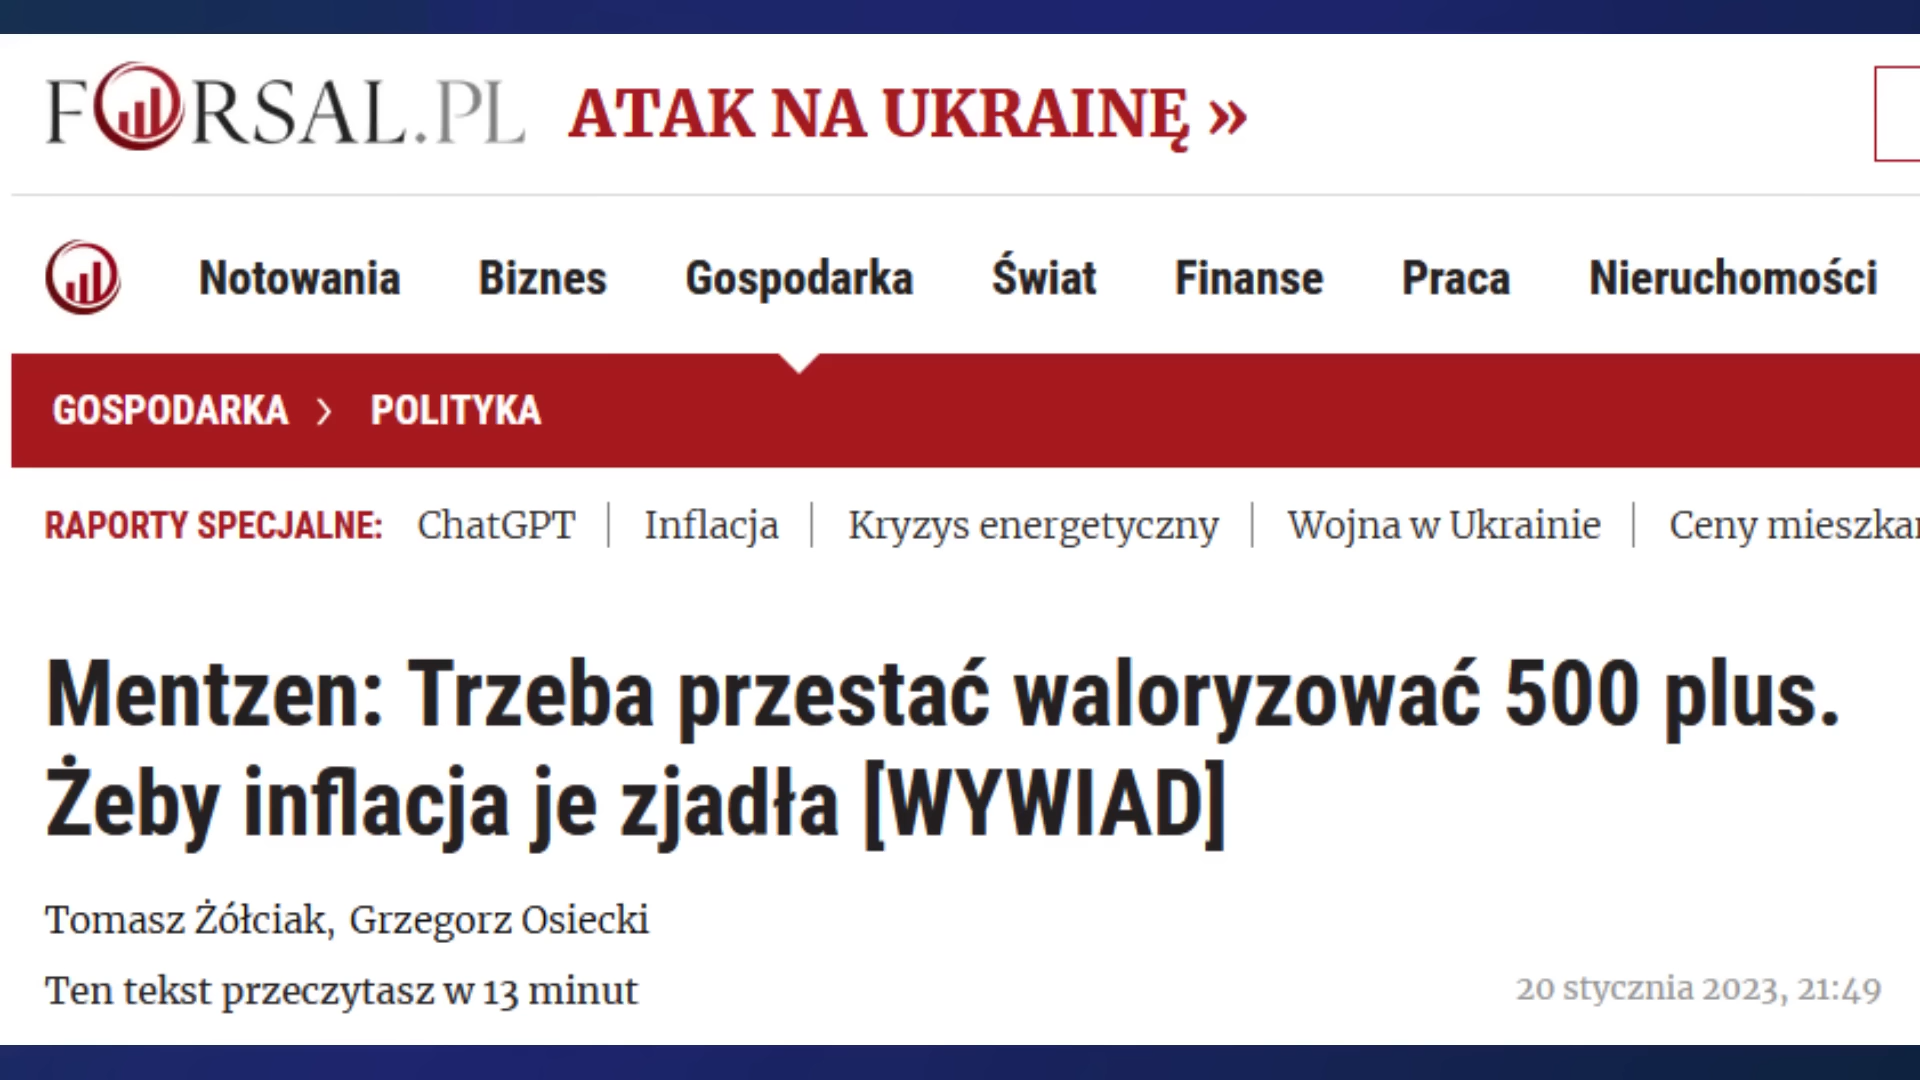 FORSAL.PL ATAK NA UKRAINĘ »
Notowania Biznes Gospodarka Świat Finanse Praca Nieruchomości
GOSPODARKA > POLITYKA
RAPORTY SPECJALNE: ChatGPT | Inflacja | Kryzys energetyczny | Wojna w Ukrainie | Ceny
Mentzen: Trzeba przestać waloryzować 500 plus.
Żeby inflacja je zjadła [WYWIAD]
Tomasz Żółciak, Grzegorz Osiecki
Ten tekst przeczytasz w 13 minut
20 stycznia 2023, 21:49